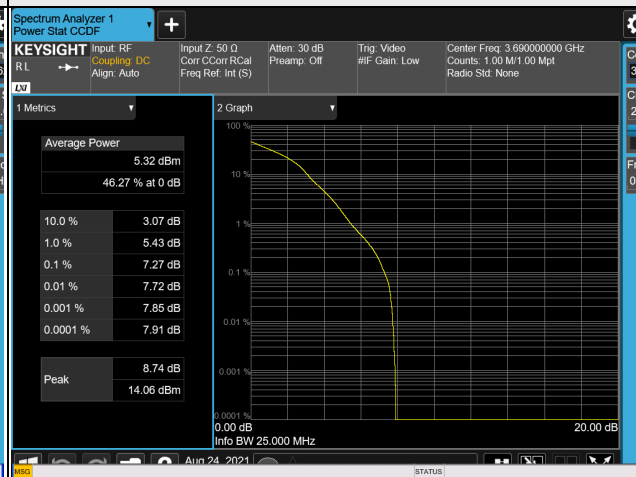 Spectrum Analyzer 1
Power Stat CCDF
KEYSIGHT
RL
LXI
Input: RF
Coupling: DC
Align: Auto
Input Z: 50 Ω
Corr CCorr RCal
Freq Ref: Int (S)
Atten: 30 dB
Preamp: Off
Trig: Video
#IF Gain: Low
Center Freq: 3.690000000 GHz
Counts: 1.00 M/1.00 Mpt
Radio Std: None
1 Metrics
2 Graph
Average Power
5.32 dBm
46.27 % at 0 dB
10.0 % 3.07 dB
1.0 % 5.43 dB
0.1 % 7.27 dB
0.01 % 7.72 dB
0.001 % 7.85 dB
0.0001 % 7.91 dB
Peak
8.74 dB
14.06 dBm
100 %
10 %
1 %
0.1 %
0.01 %
0.001 %
0.0001 %
0.00 dB 20.00 dB
Info BW 25.000 MHz
Aug 24, 2021
MSG STATUS